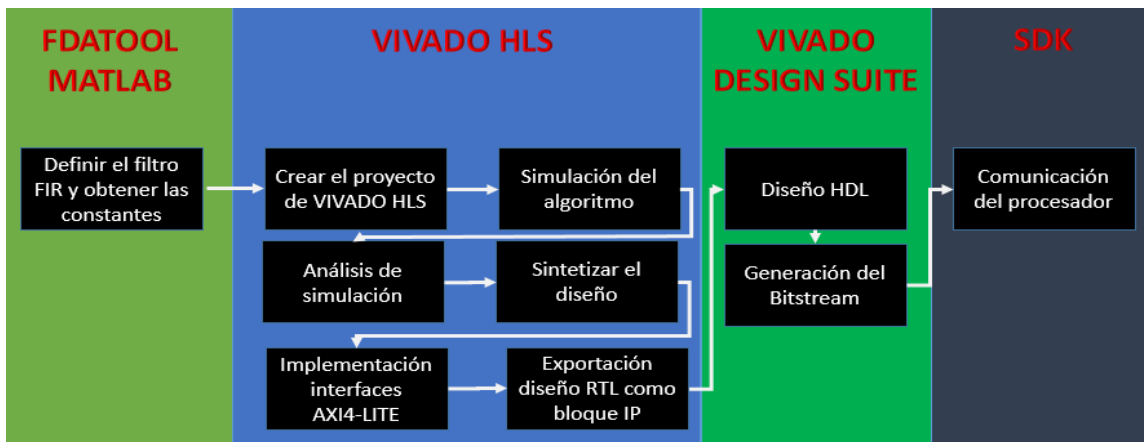 FDATOOL
MATLAB
VIVADO HLS
VIVADO
DESIGN SUITE
SDK
Definir el filtro
FIR y obtener las
constantes
Crear el proyecto
de VIVADO HLS
Simulación del
algoritmo
Análisis de
simulación
Sintetizar el
diseño
Implementación
interfaces
AXI4-LITE
Exportación
diseño RTL como
bloque IP
Diseño HDL
Generación del
Bitstream
Comunicación
del procesador